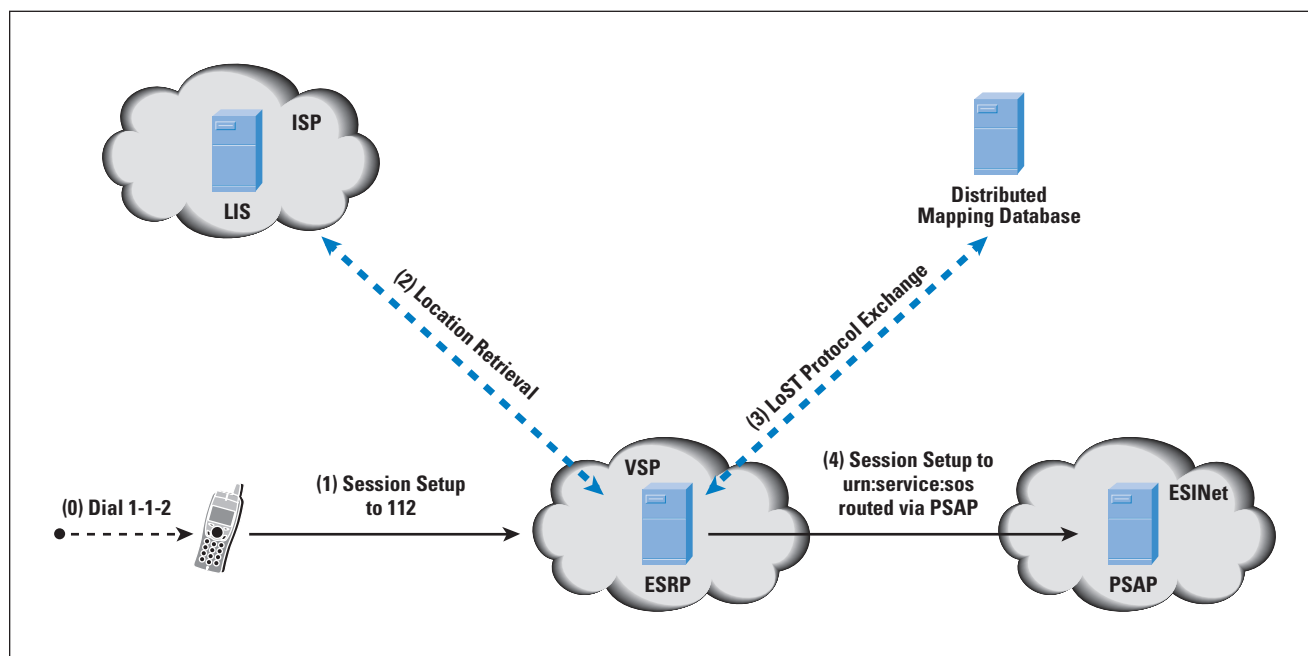 ISP
LIS
Distributed
Mapping Database
(2) Location Retrieval
(3) LoST Protocol Exchange
(0) Dial 1-1-2
(1) Session Setup
to 112
VSP
ESRP
(4) Session Setup to
urn:service:sos
routed via PSAP
ESINet
PSAP